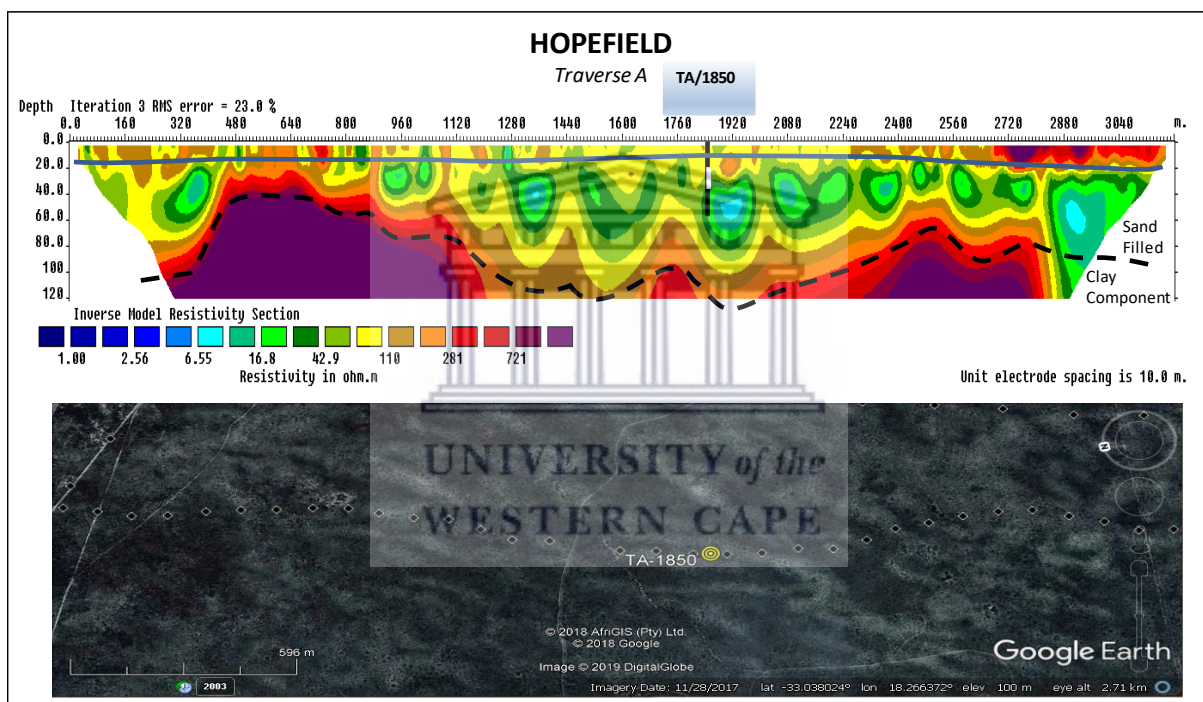 HOPEFIELD
Traverse A
TA/1850
Depth Iteration 3 RMS error = 23.0 %
0.0 160 320 480 640 800 960 1120 1280 1440 1600 1760 1920 2080 2240 2400 2560 2720 2880 3040 m.
0.0
20.0
40.0
60.0
80.0
100
120
Sand
Filled
Clay
Component
Inverse Model Resistivity Section
1.00 2.56 6.55 16.8 42.9 110 281 721
Resistivity in ohm.m
Unit electrode spacing is 10.0 m.
UNIVERSITY of the
WESTERN CAPE
TA-1850
© 2018 AfriGIS (Pty) Ltd.
© 2018 Google
Image © 2019 DigitalGlobe
Google Earth
596 m
2003
Imagery Date: 11/28/2017 lat -33.038024° lon 18.266372° elev 100 m eye alt 2.71 km
N